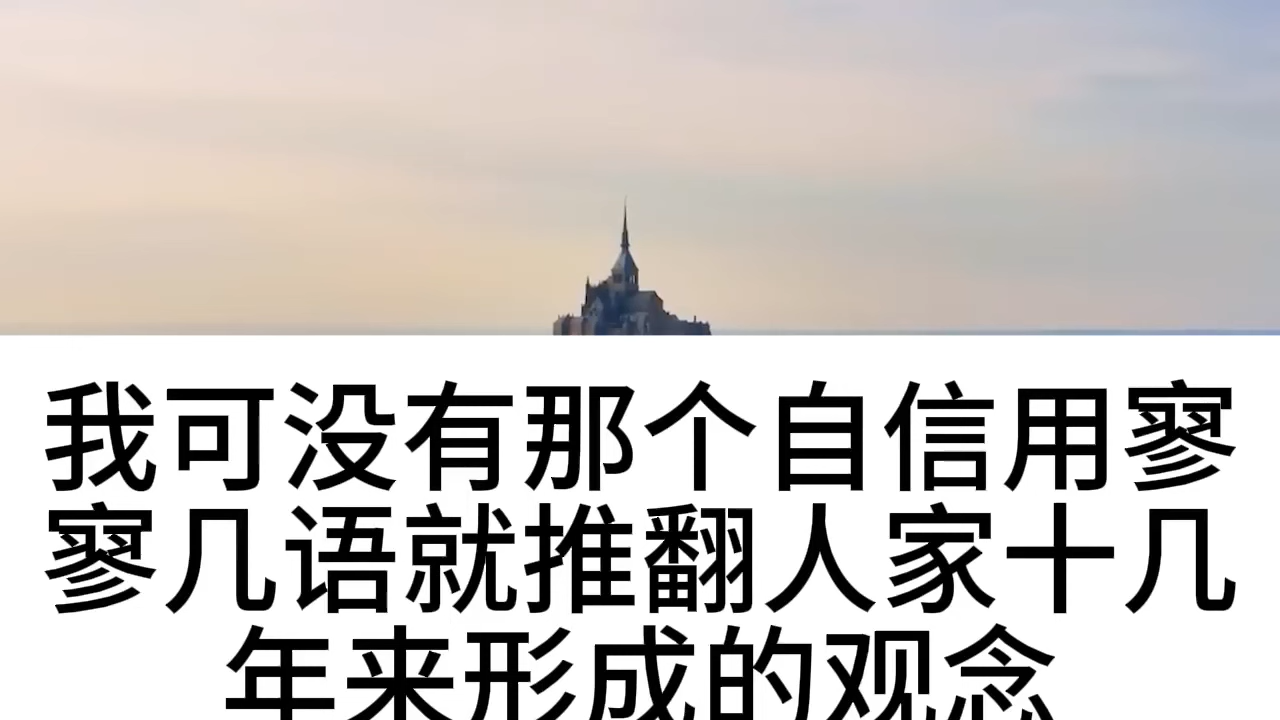 我可没有那个自信用寥
寥几语就推翻人家十几
年来形成的观念